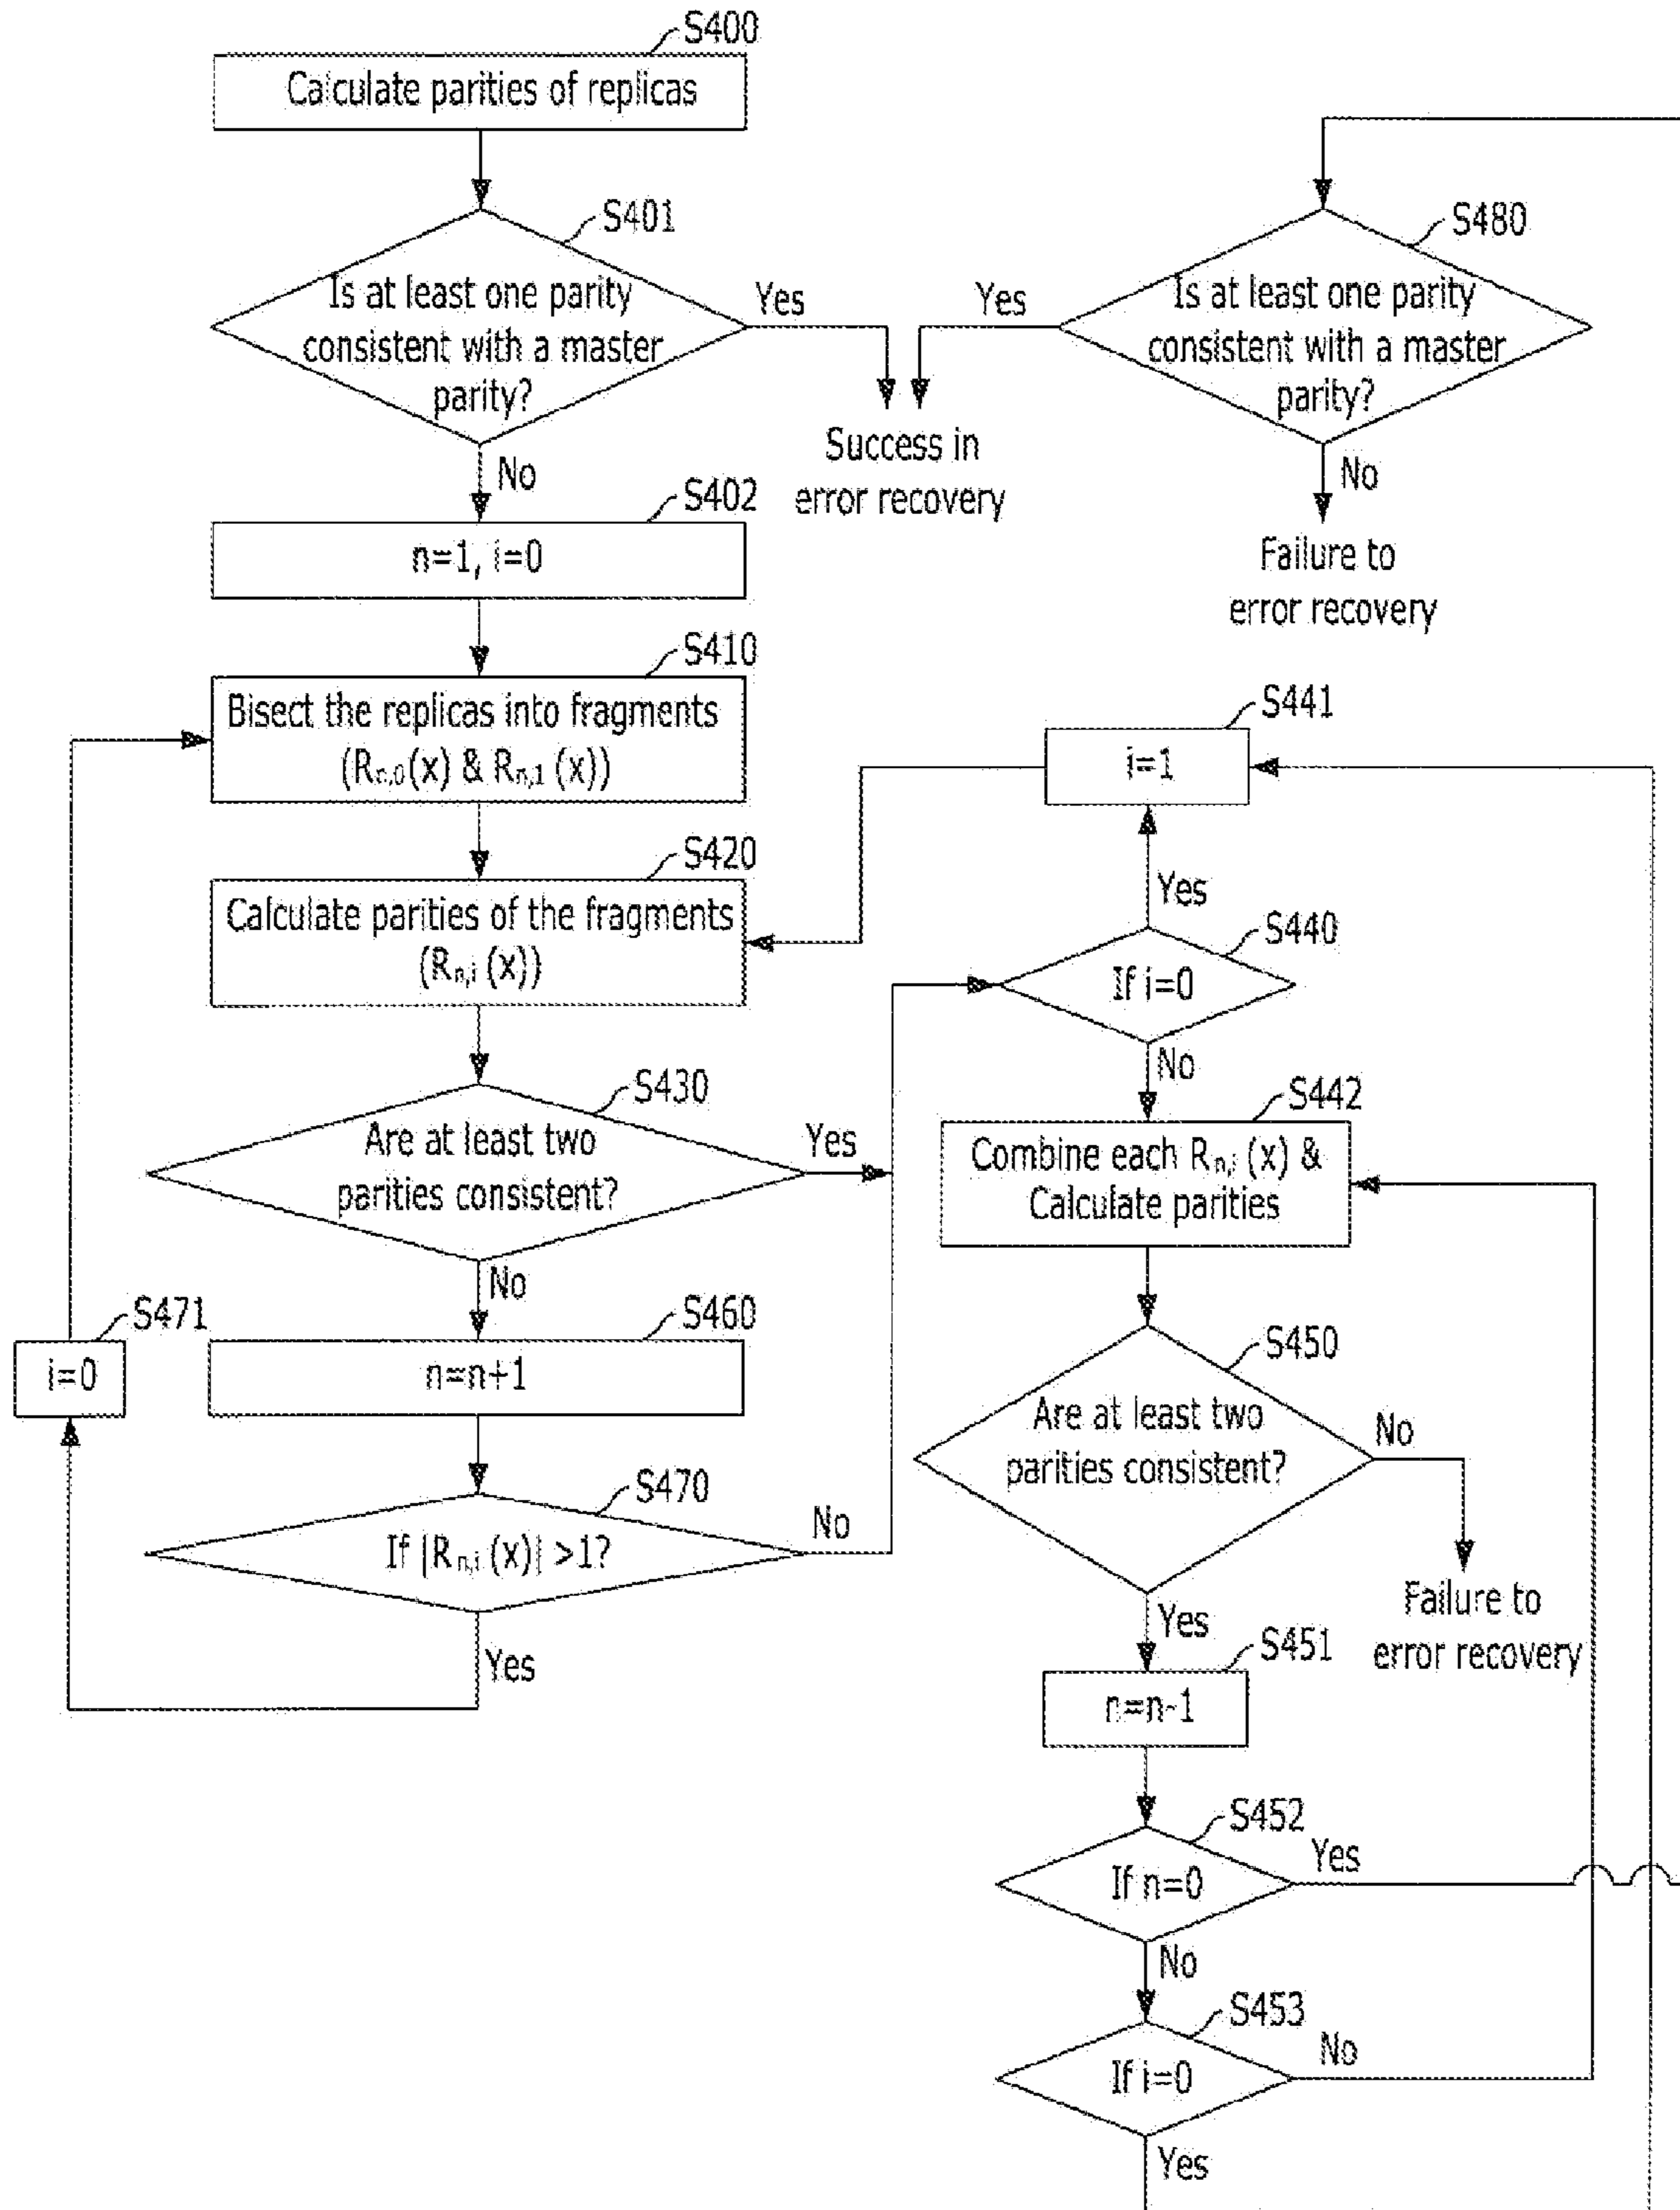 S400
Calculate parities of replicas
S401
Is at least one parity
consistent with a master
parity?
Yes
No
S480
Is at least one parity
consistent with a master
parity?
Yes
No
Success in
error recovery
Failure to
error recovery
S402
n=1, i=0
S410
Bisect the replicas into fragments
(Rn,0(x) & Rn,1 (x))
S420
Calculate parities of the fragments
(Rn,i (x))
S430
Are at least two
parities consistent?
Yes
No
S471
i=0
S460
n=n+1
S470
If |Rn,i (x)| >1?
No
Yes
S441
i=1
Yes
S440
If i=0
No
S442
Combine each Rn,i (x) &
Calculate parities
S450
Are at least two
parities consistent?
No
Failure to
error recovery
Yes
S451
n=n-1
S452
If n=0
Yes
No
S453
If i=0
No
Yes